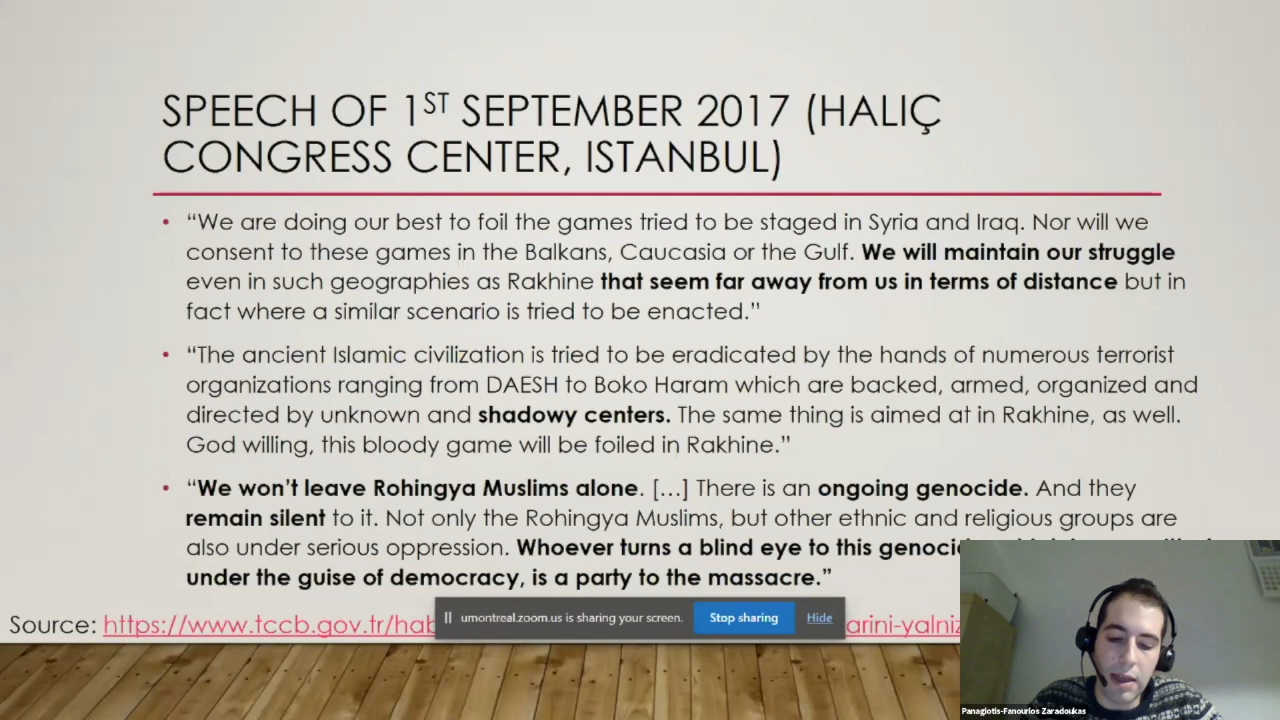 SPEECH OF 1ST SEPTEMBER 2017 (HALIÇ
CONGRESS CENTER, ISTANBUL)
• “We are doing our best to foil the games tried to be staged in Syria and Iraq. Nor will we
consent to these games in the Balkans, Caucasia or the Gulf. We will maintain our struggle
even in such geographies as Rakhine that seem far away from us in terms of distance but in
fact where a similar scenario is tried to be enacted.”
• “The ancient Islamic civilization is tried to be eradicated by the hands of numerous terrorist
organizations ranging from DAESH to Boko Haram which are backed, armed, organized and
directed by unknown and shadowy centers. The same thing is aimed at in Rakhine, as well.
God willing, this bloody game will be foiled in Rakhine.”
• “We won’t leave Rohingya Muslims alone. […] There is an ongoing genocide. And they
remain silent to it. Not only the Rohingya Muslims, but other ethnic and religious groups are
also under serious oppression. Whoever turns a blind eye to this
under the guise of democracy, is a party to the massacre.”
Source: https://www.tccb.gov.tr/hab
umontreal.zoom.us is sharing your screen. Stop sharing Hide
arini-yalniz
Panagiotis-Fanourios Zaradoukas